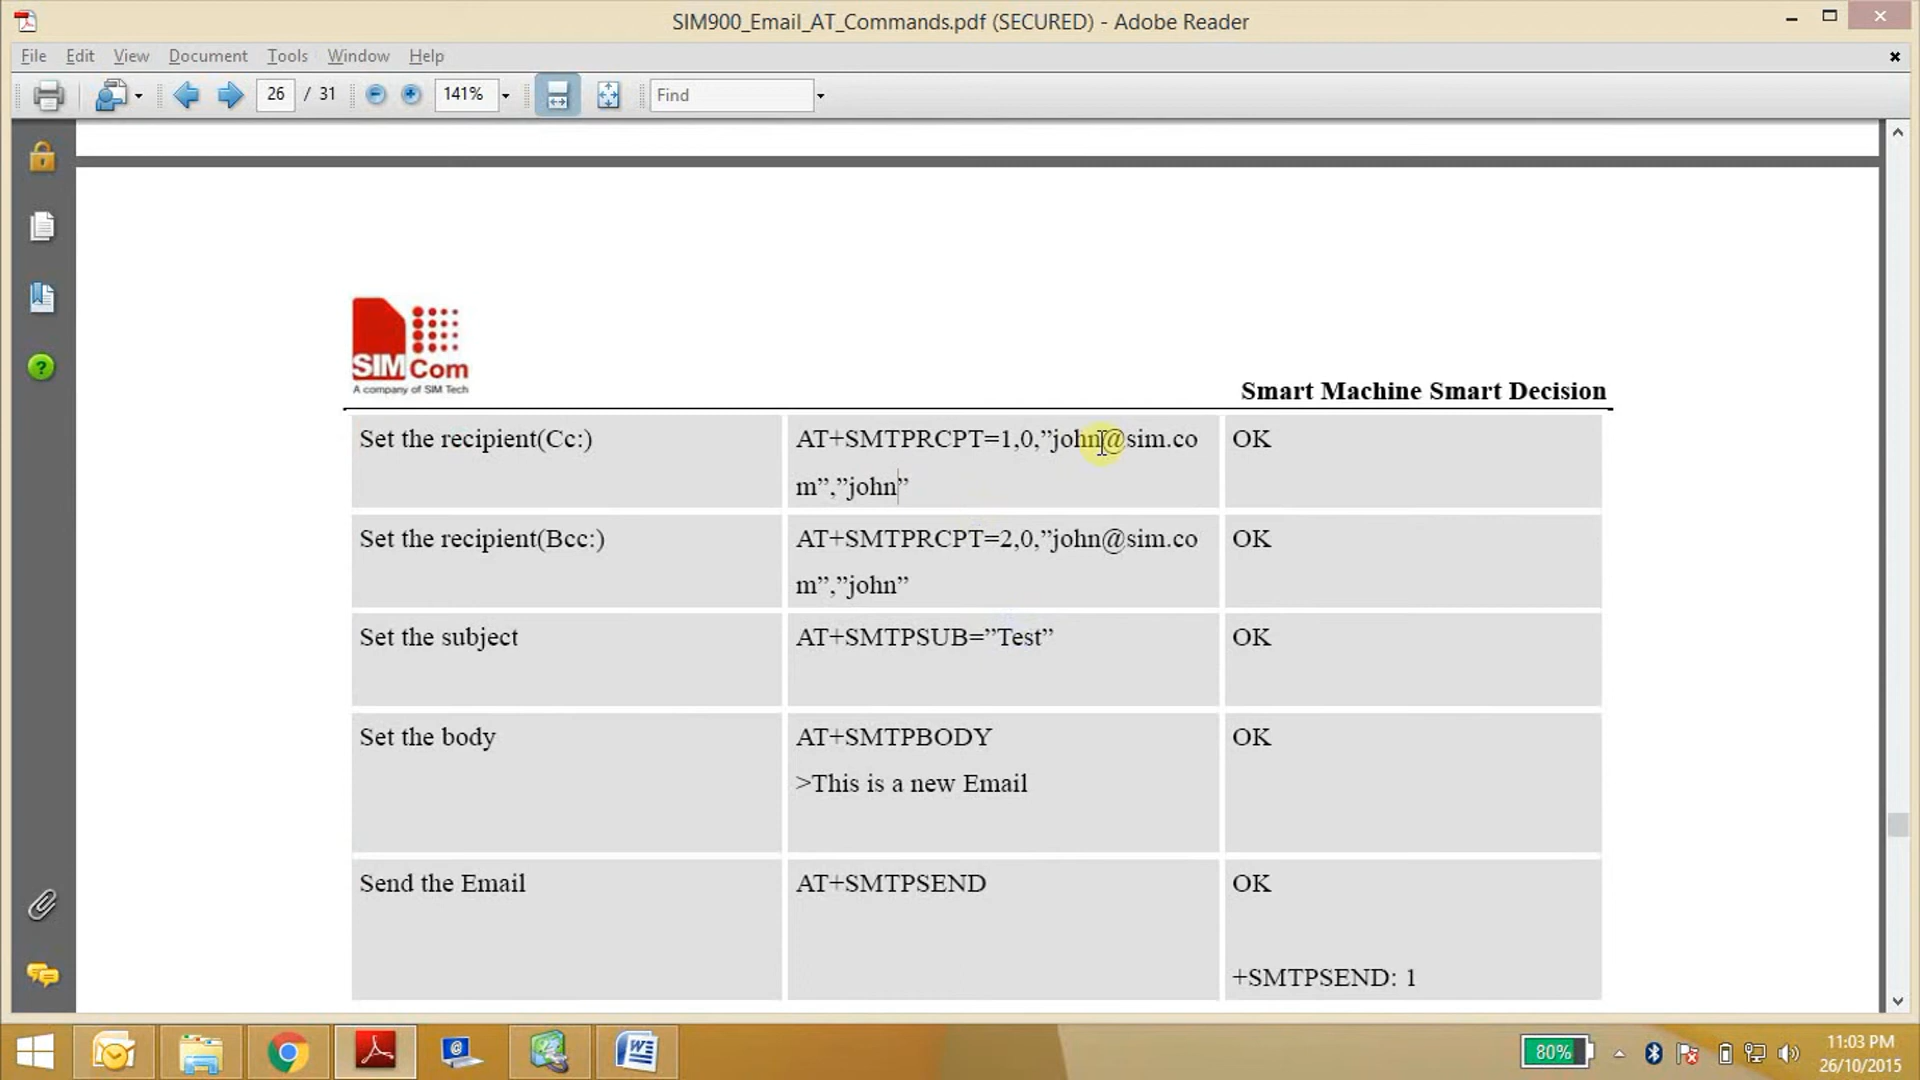 SIM900_Email_AT_Commands.pdf (SECURED) - Adobe Reader
File Edit View Document Tools Window Help
26 / 31 141% Find
SIMCom
A company of SIM Tech
Smart Machine Smart Decision
Set the recipient(Cc:) AT+SMTPRCPT=1,0,”john@sim.co OK
m”,”john”
Set the recipient(Bcc:) AT+SMTPRCPT=2,0,”john@sim.co OK
m”,”john”
Set the subject AT+SMTPSUB=”Test” OK
Set the body AT+SMTPBODY OK
>This is a new Email
Send the Email AT+SMTPSEND OK
+SMTPSEND: 1
80% 11:03 PM
26/10/2015